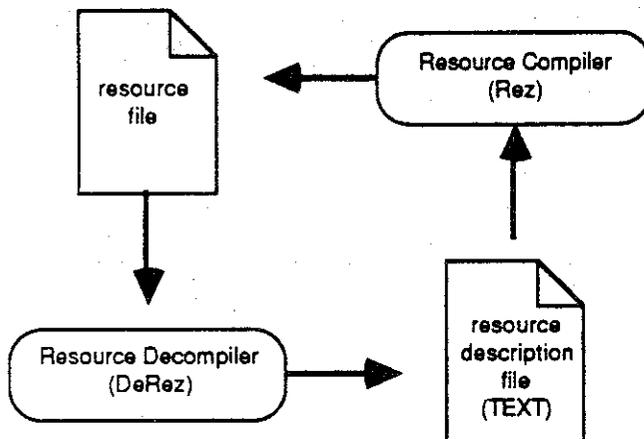 resource
file
Resource Compiler
(Rez)
Resource Decompiler
(DeRez)
resource
description
file
(TEXT)